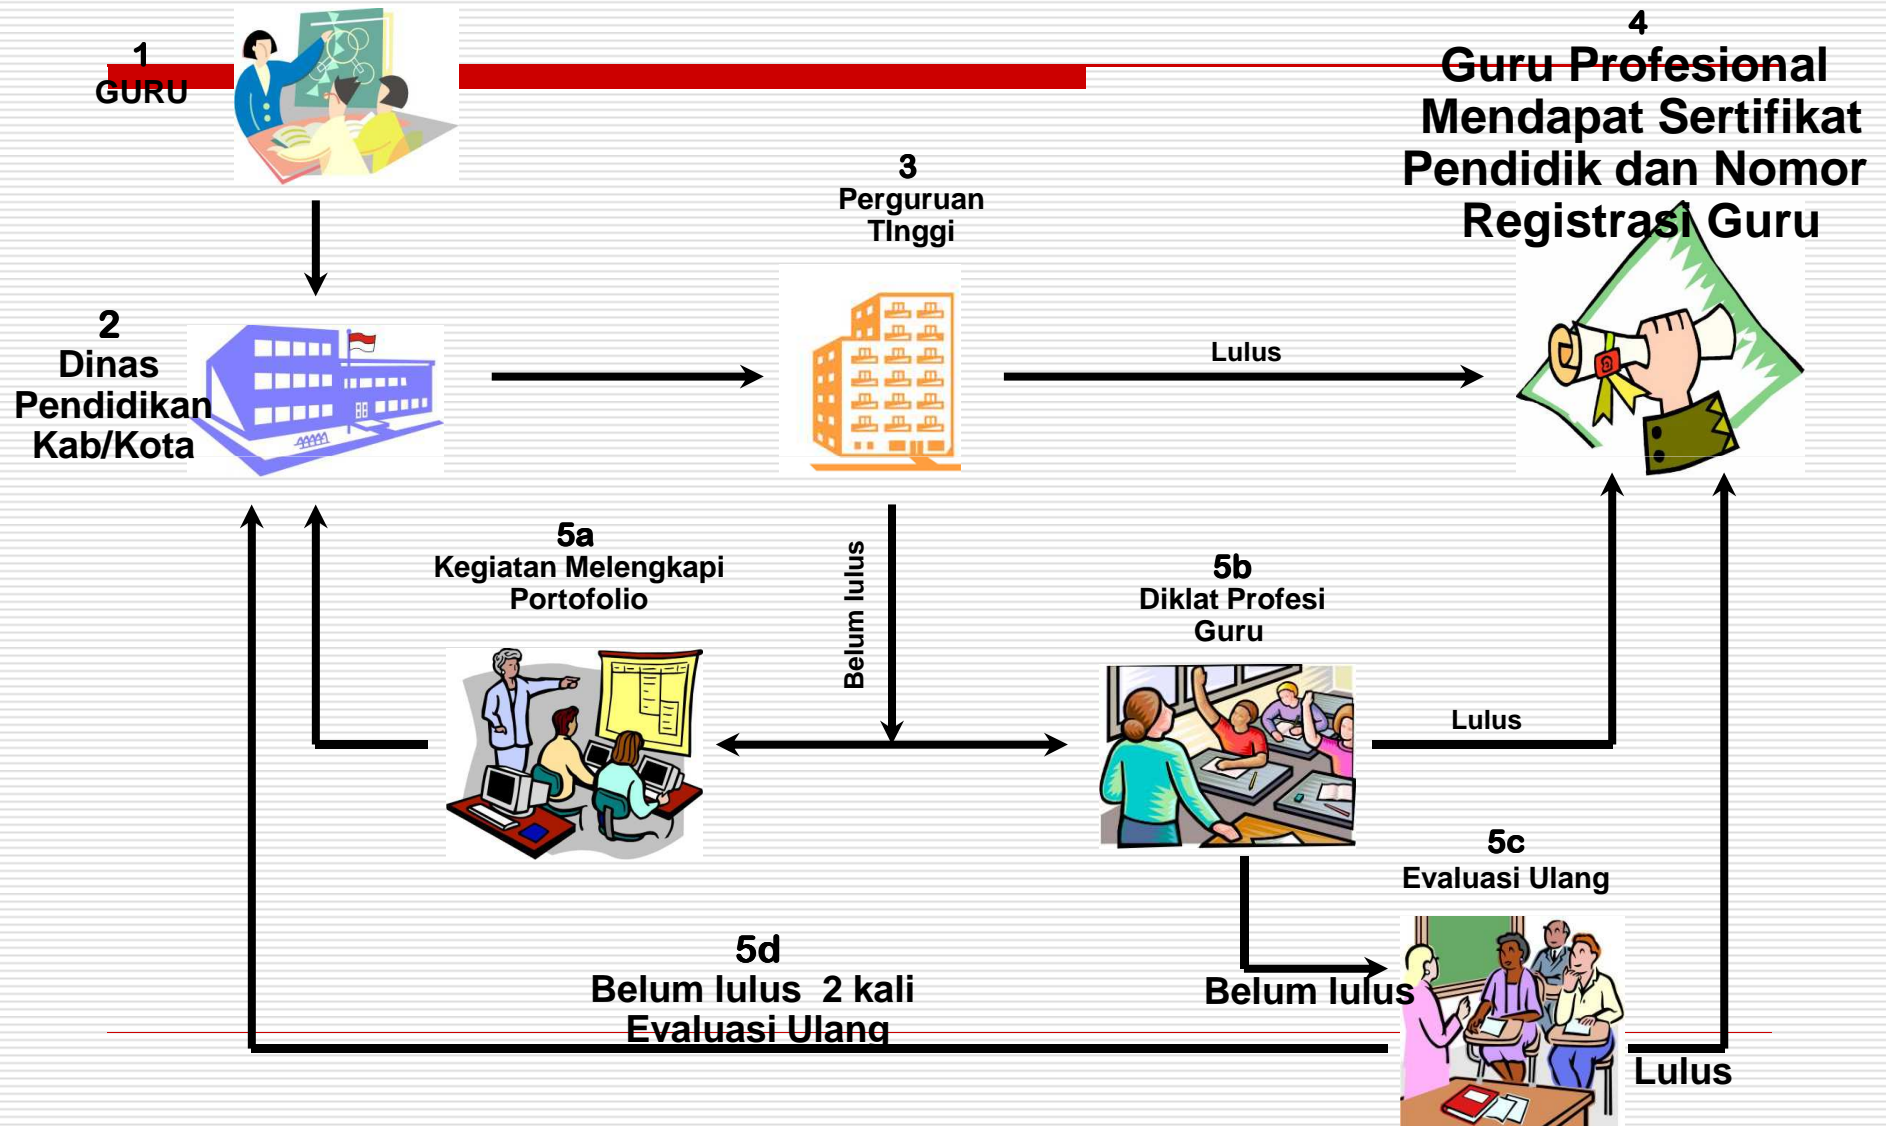 1
GURU
4
Guru Profesional
Mendapat Sertifikat
Pendidik dan Nomor
Registrasi Guru
3
Perguruan
TInggi
2
Dinas
Pendidikan
Kab/Kota
Lulus
5a
Kegiatan Melengkapi
Portofolio
Belum lulus
5b
Diklat Profesi
Guru
Lulus
5c
Evaluasi Ulang
5d
Belum lulus 2 kali
Evaluasi Ulang
Belum lulus
Lulus